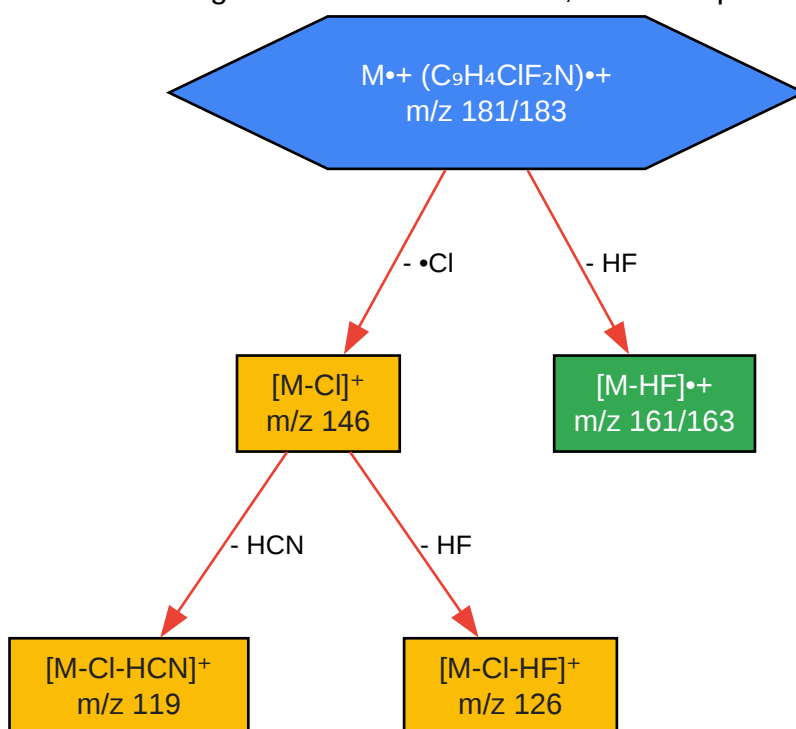 M•+ (C₉H₄ClF₂N)•+
m/z 181/183
- •Cl
- HF
[M-Cl]⁺
m/z 146
[M-HF]•+
m/z 161/163
- HCN
- HF
[M-Cl-HCN]⁺
m/z 119
[M-Cl-HF]⁺
m/z 126